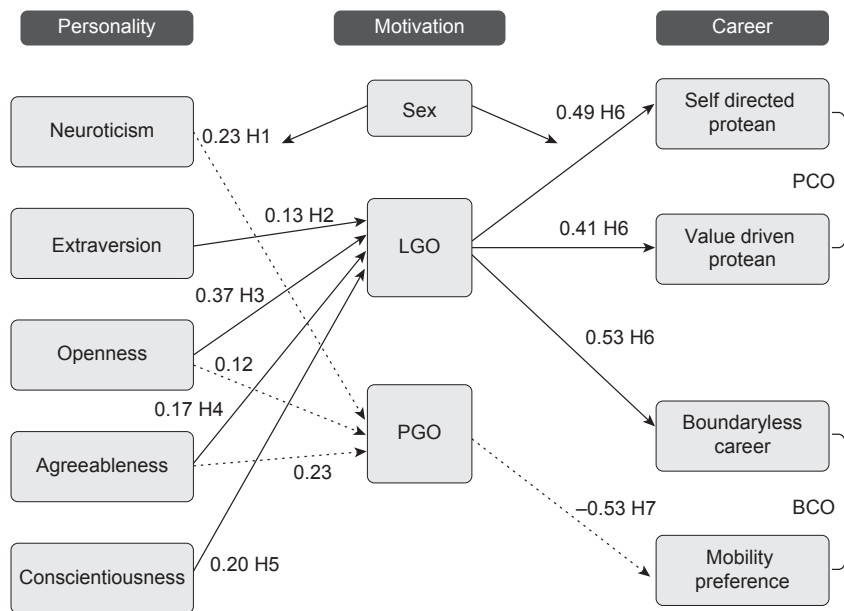 Personality
Motivation
Career
Neuroticism
0.23 H1
Sex
0.49 H6
Self directed
protean
PCO
Extraversion
0.13 H2
LGO
0.41 H6
Value driven
protean
0.37 H3
Openness
0.12
0.53 H6
0.17 H4
PGO
Boundaryless
career
Agreeableness
0.23
–0.53 H7
BCO
Conscientiousness
0.20 H5
Mobility
preference